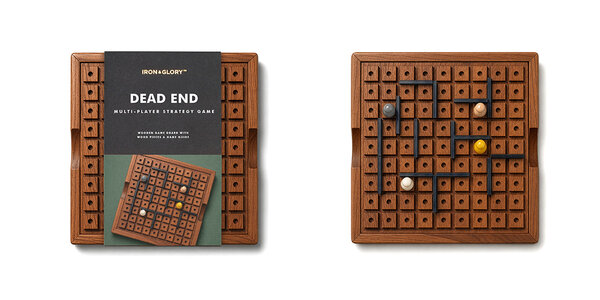 IRON & GLORY™
DEAD END
MULTI-PLAYER STRATEGY GAME
WOODEN GAME BOARD WITH
WOOD PIECES & GAME GUIDE